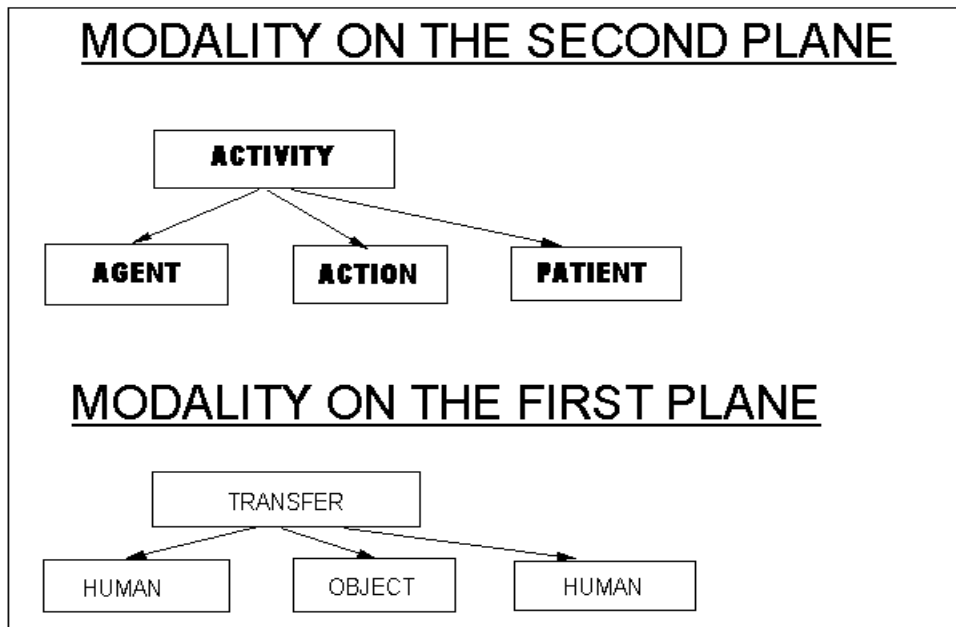 MODALITY ON THE SECOND PLANE
ACTIVITY
AGENT ACTION PATIENT
MODALITY ON THE FIRST PLANE
TRANSFER
HUMAN OBJECT HUMAN